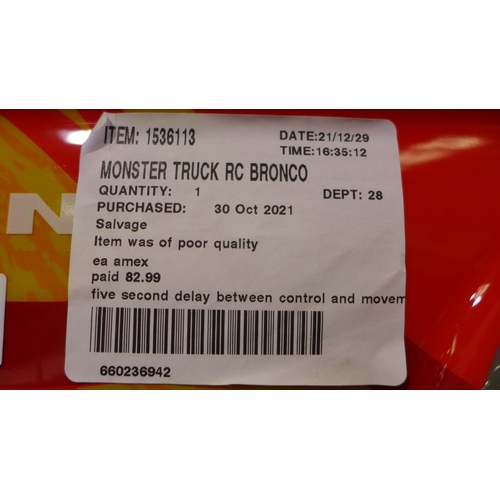 ITEM: 1536113
DATE:21/12/29
TIME:16:35:12
MONSTER TRUCK RC BRONCO
QUANTITY: 1
DEPT: 28
PURCHASED: 30 Oct 2021
Salvage
Item was of poor quality
ea amex
paid 82.99
five second delay between control and movem
660236942
N